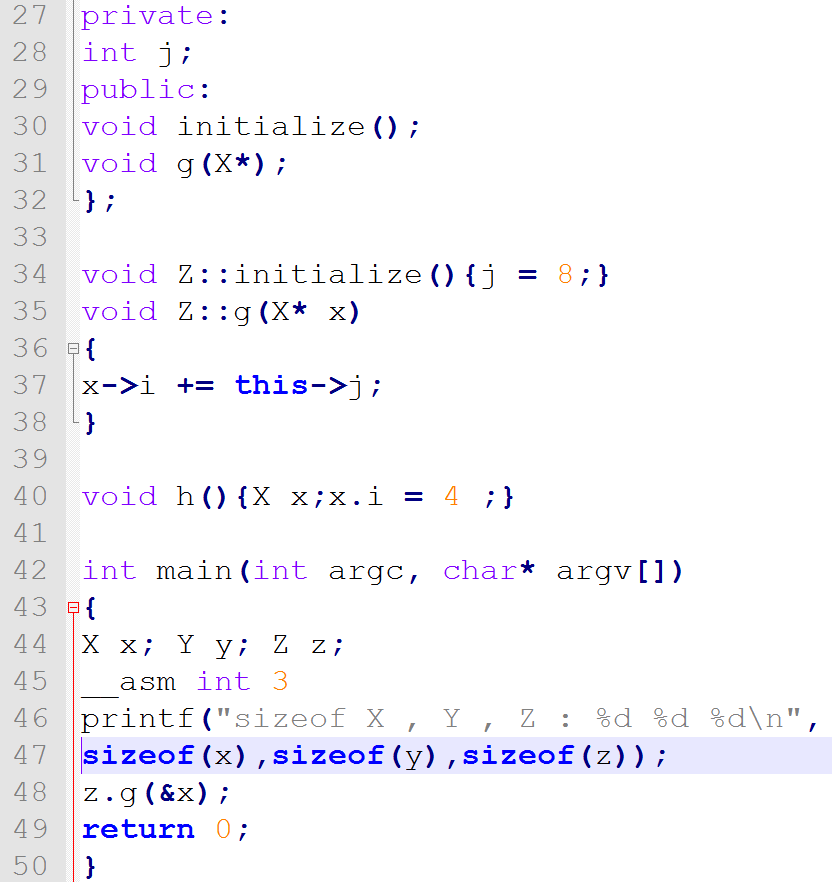 27 private:
28 int j;
29 public:
30 void initialize();
31 void g(X*);
32 };
33
34 void Z::initialize(){j = 8;}
35 void Z::g(X* x)
36 {
37 x->i += this->j;
38 }
39
40 void h(){X x;x.i = 4 ;}
41
42 int main(int argc, char* argv[])
43 {
44 X x; Y y; Z z;
45 __asm int 3
46 printf("sizeof X , Y , Z : %d %d %d\n",
47 sizeof(x),sizeof(y),sizeof(z));
48 z.g(&x);
49 return 0;
50 }